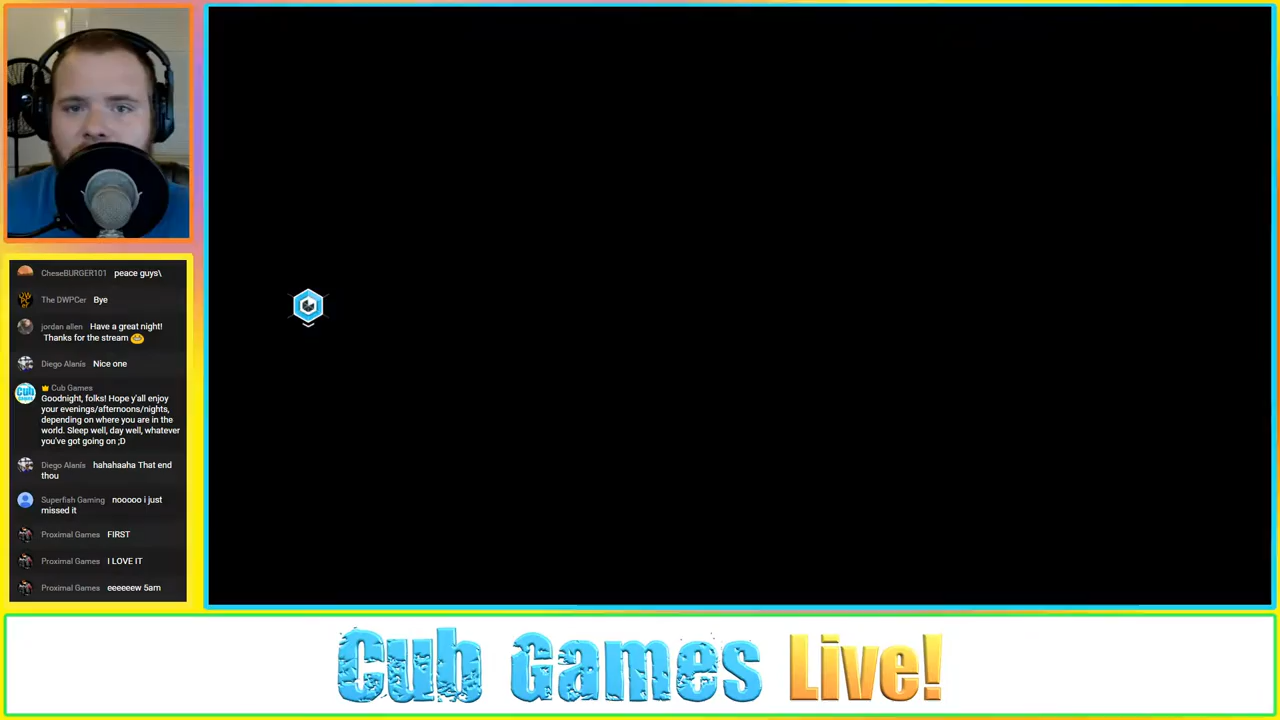 CheseBURGER101 peace guys\
The DWPCer Bye
jordan allen Have a great night!
Thanks for the stream
Diego Alanís Nice one
Cub Games
Goodnight, folks! Hope y'all enjoy
your evenings/afternoons/nights,
depending on where you are in the
world. Sleep well, day well, whatever
you've got going on ;D
Diego Alanís hahahaaha That end
thou
Superfish Gaming nooooo i just
missed it
Proximal Games FIRST
Proximal Games I LOVE IT
Proximal Games eeeeeew 5am
Cub Games Live!